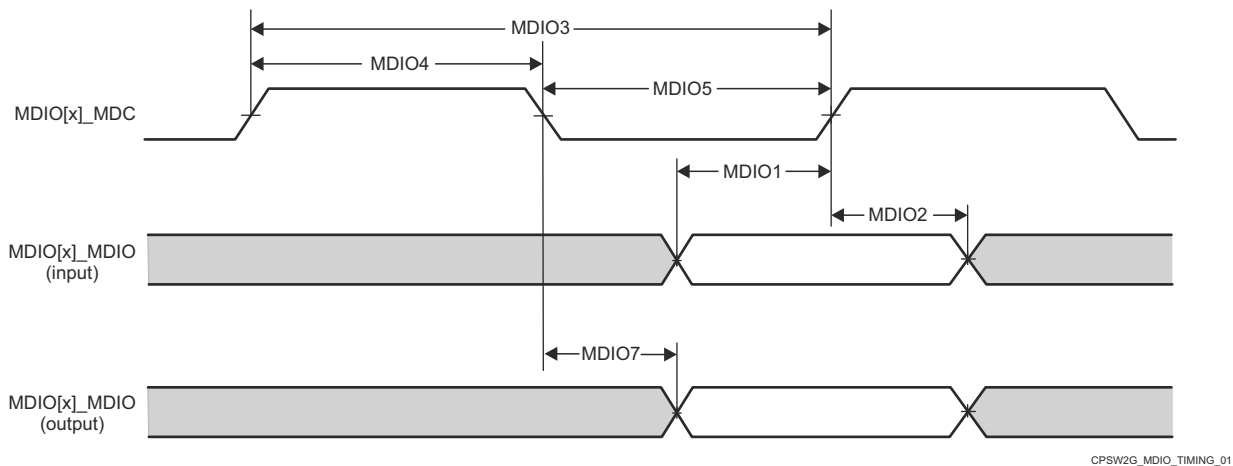 MDIO3
MDIO4
MDIO5
MDIO[x]_MDC
MDIO1
MDIO2
MDIO[x]_MDIO
(input)
MDIO7
MDIO[x]_MDIO
(output)
CPSW2G_MDIO_TIMING_01